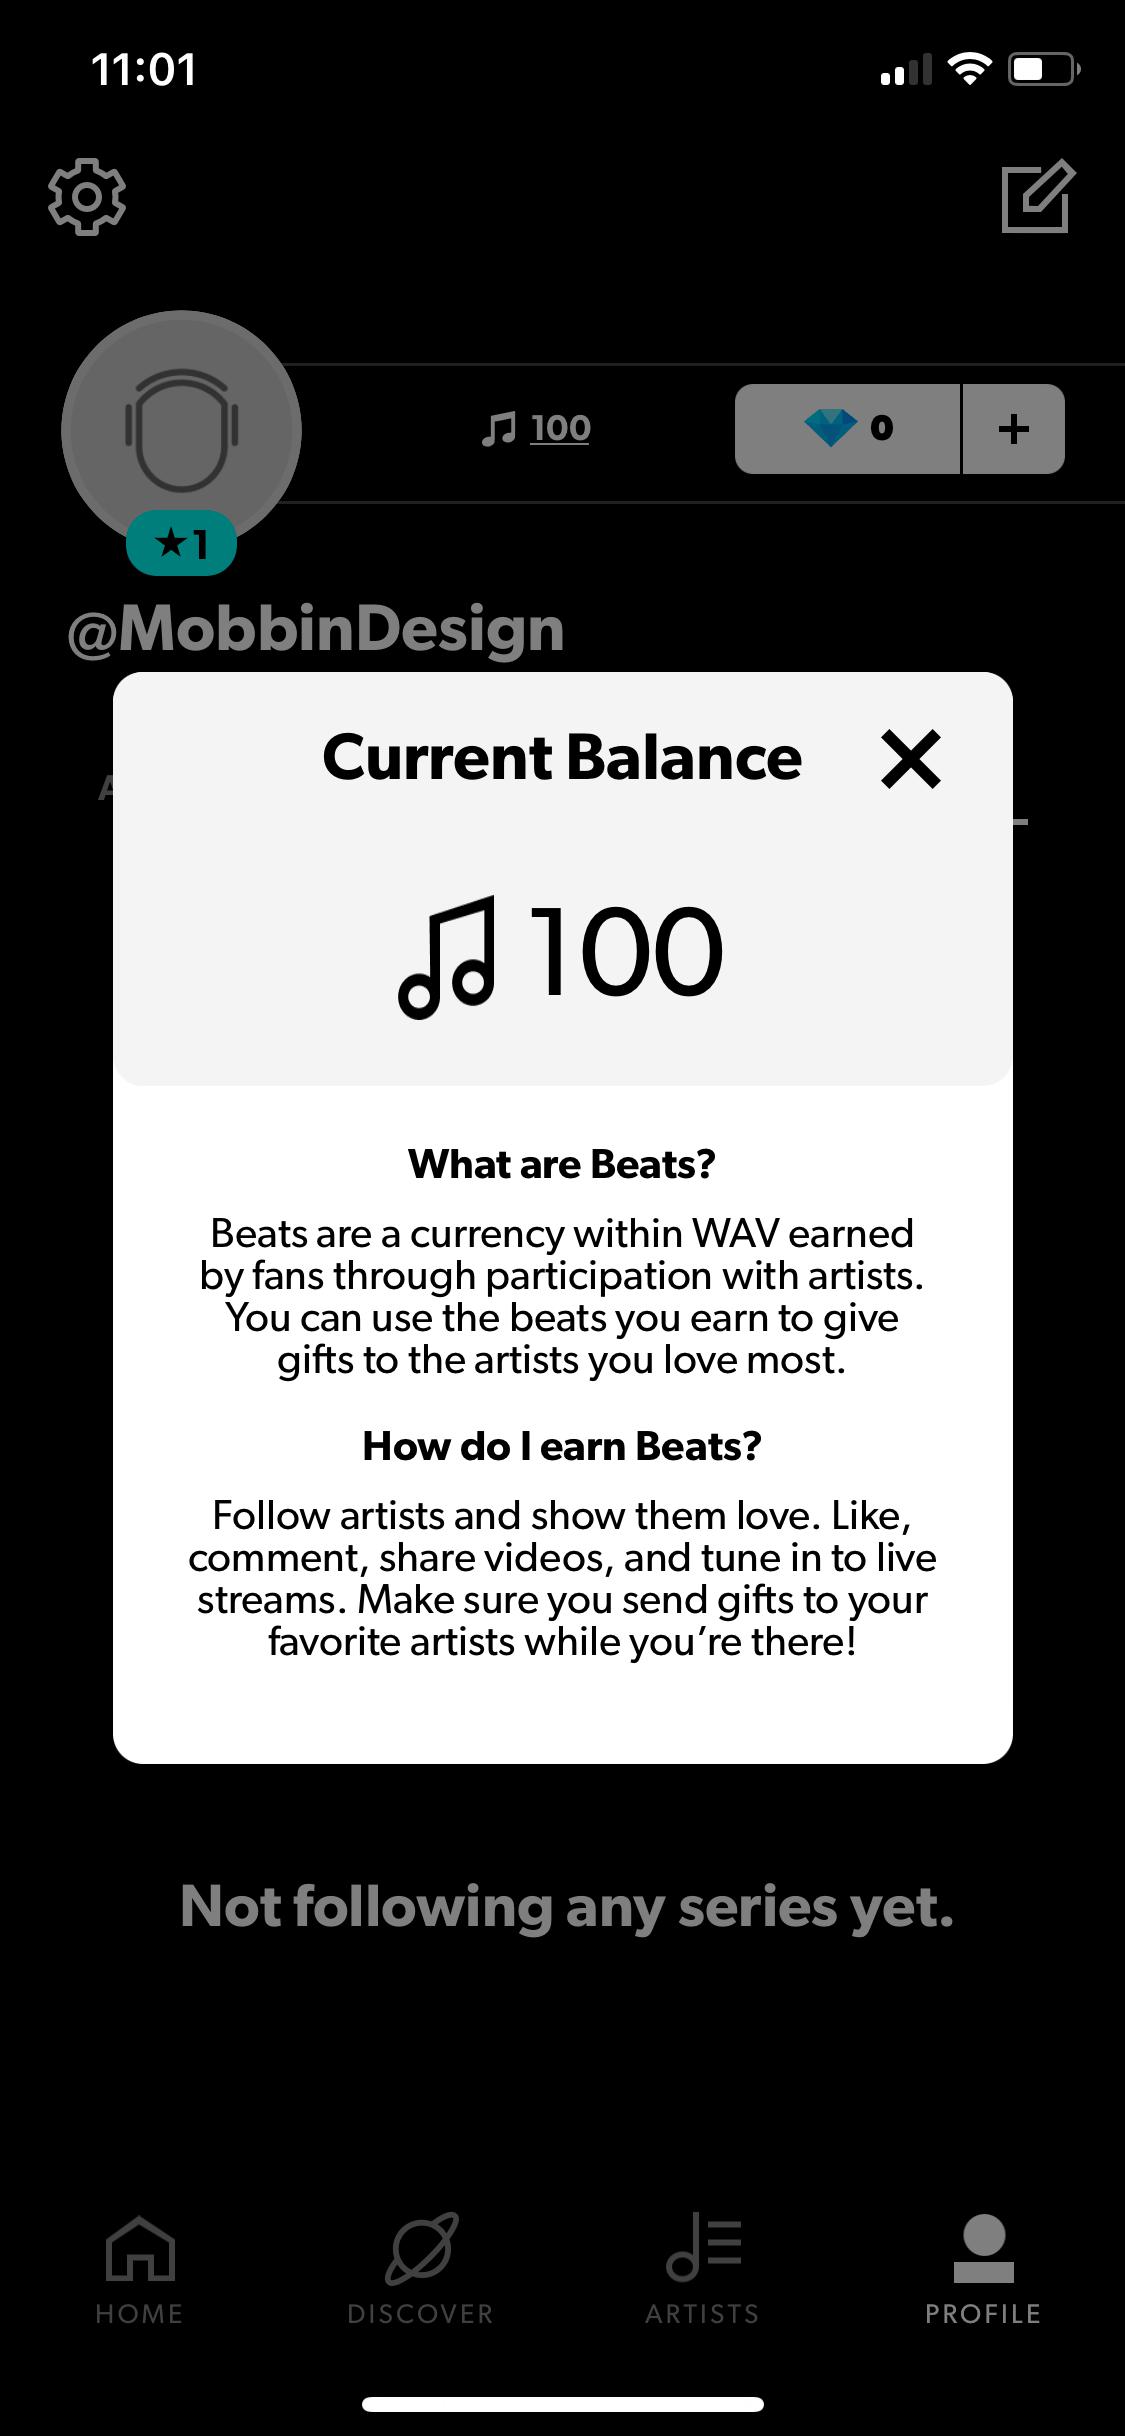 11:01
100
0
+
★1
@MobbinDesign
Current Balance
100
What are Beats?
Beats are a currency within WAV earned
by fans through participation with artists.
You can use the beats you earn to give
gifts to the artists you love most.
How do I earn Beats?
Follow artists and show them love. Like,
comment, share videos, and tune in to live
streams. Make sure you send gifts to your
favorite artists while you’re there!
Not following any series yet.
HOME
DISCOVER
ARTISTS
PROFILE